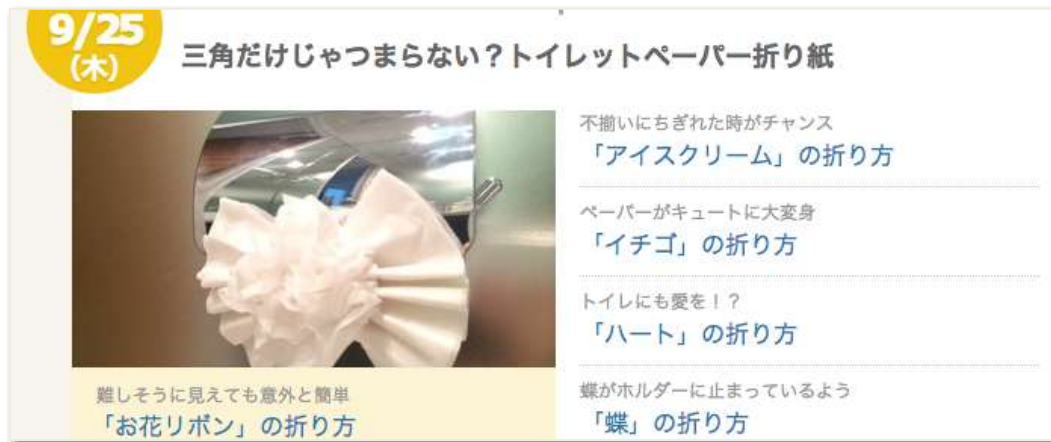 9/25
(木)
三角だけじゃつまらない？トイレットペーパー折り紙
不揃いにちぎれた時がチャンス
「アイスクリーム」の折り方
ペーパーがキュートに大変身
「イチゴ」の折り方
トイレにも愛を！？
「ハート」の折り方
蝶がホルダーに止まっているよう
「蝶」の折り方
難しそうに見えても意外と簡単
「お花リボン」の折り方